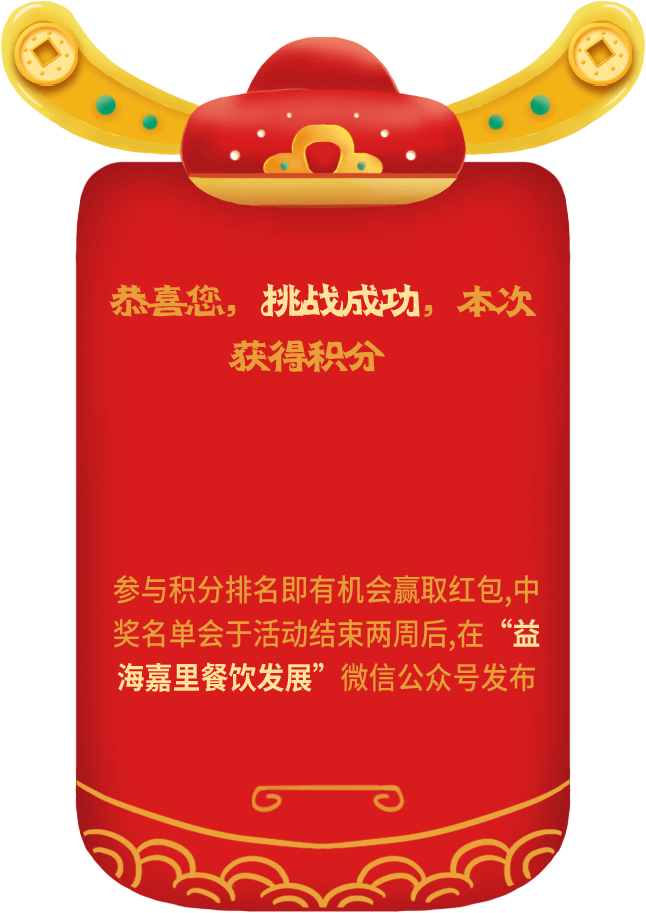 恭喜您，挑战成功，本次
获得积分
参与积分排名即有机会赢取红包,中
奖名单会于活动结束两周后,在“益
海嘉里餐饮发展”微信公众号发布